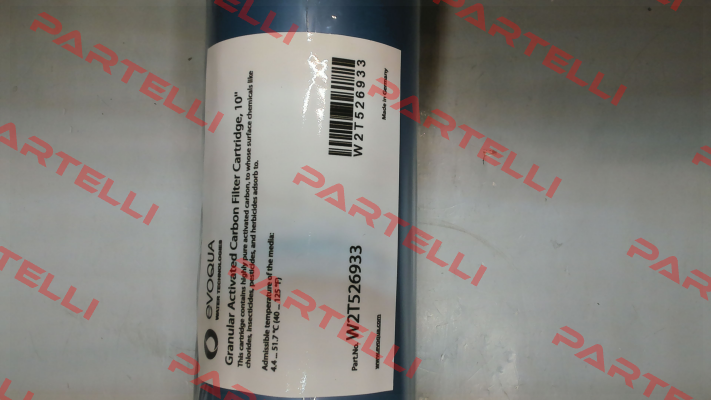 evoqua
WATER TECHNOLOGIES
Granular Activated Carbon Filter Cartridge, 10"
This cartridge contains highly pure activated carbon, to whose surface chemicals like
chlorides, insecticides, pesticides, and herbicides adsorb to.
Admissible temperature of the media:
4.4 ... 51.7 °C (40 ... 125 °F)
Part.No. W2T526933
www.evoqua.com
W2T526933
Made in Germany
PARTELLI
PARTELLI
PARTELLI
PARTELLI
PARTELLI
PARTELLI
PARTELLI
PARTELLI
PARTELLI
PARTELLI
PARTELLI